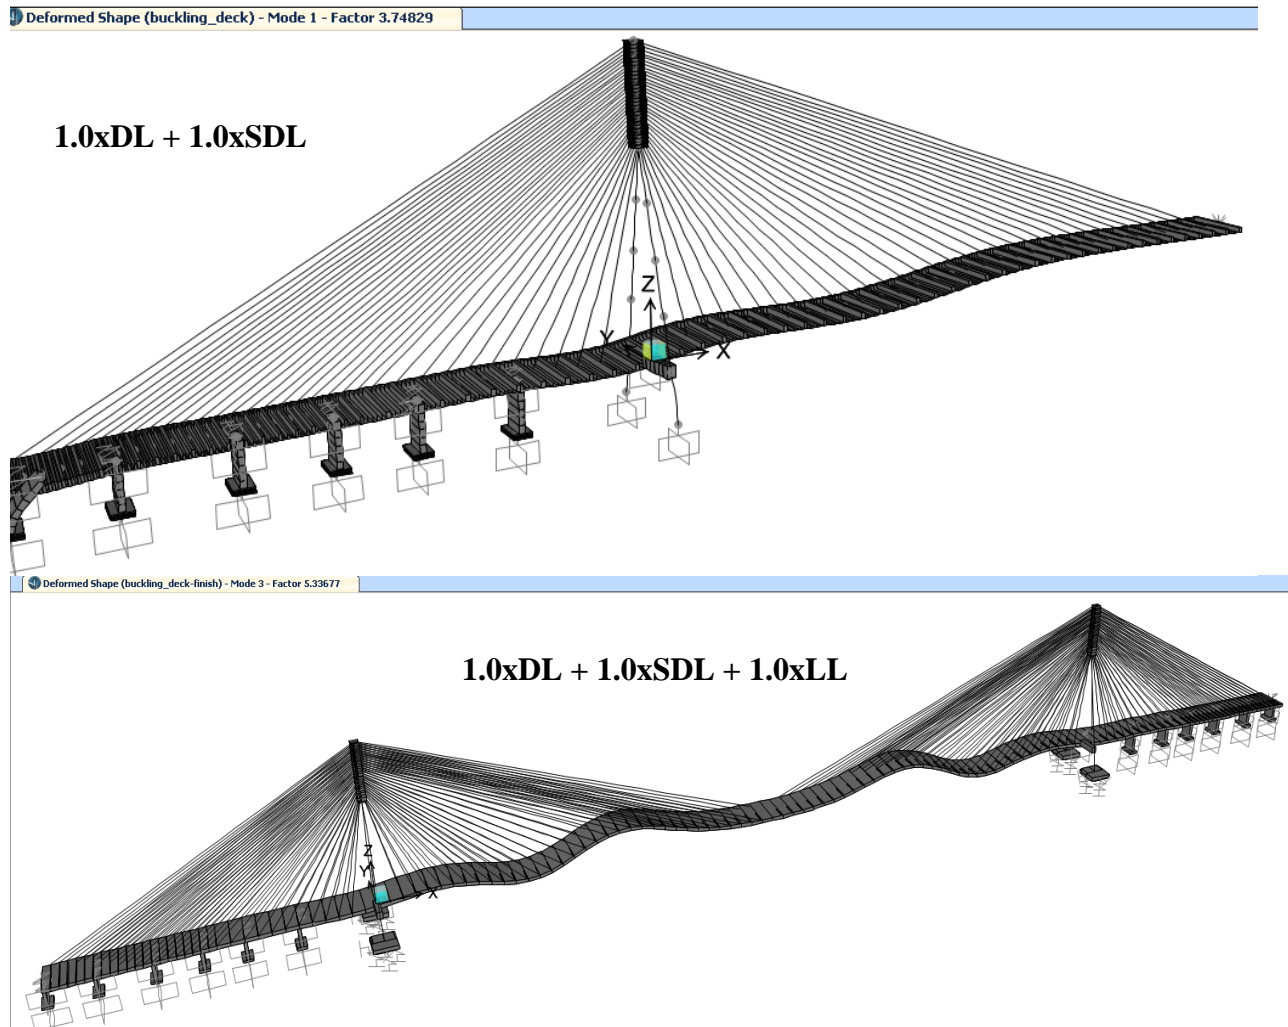 Deformed Shape (buckling_deck) - Mode 1 - Factor 3.74829
1.0xDL + 1.0xSDL
Z
Y
X
Deformed Shape (buckling_deck-finish) - Mode 3 - Factor 5.33677
1.0xDL + 1.0xSDL + 1.0xLL
Z
Y
X